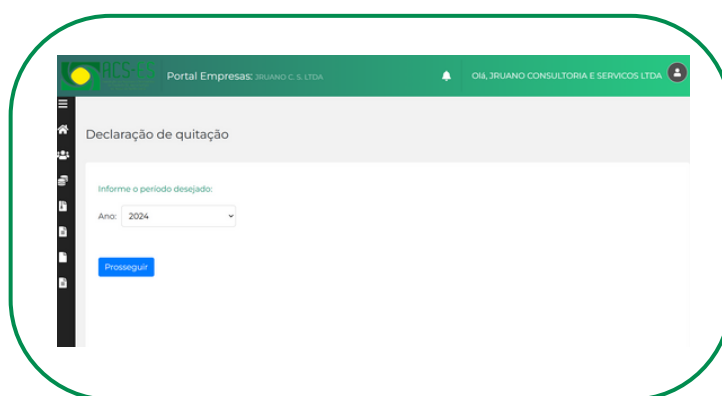 Portal Empresas: JRUANO C. S. LTDA
Olá, JRUANO CONSULTORIA E SERVICOS LTDA
Declaração de quitação
Informe o período desejado:
Ano: 2024
Prosseguir